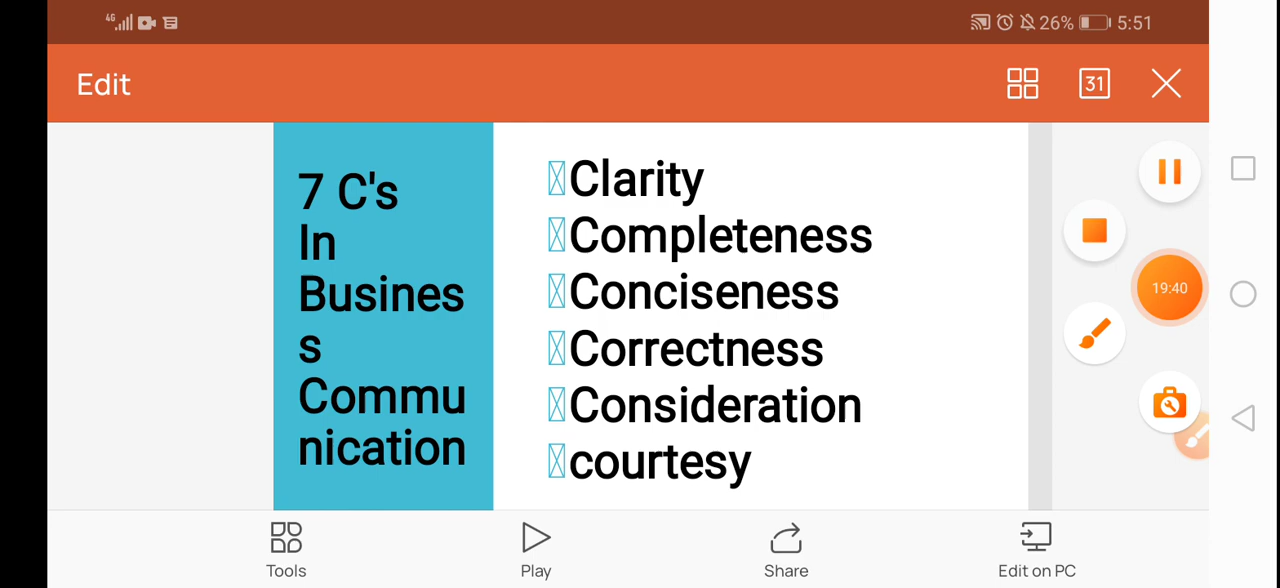 4G 26% 5:51
Edit
31
7 C's
In
Busines
s
Commu
nication
Clarity
Completeness
Conciseness
Correctness
Consideration
courtesy
19:40
Tools
Play
Share
Edit on PC